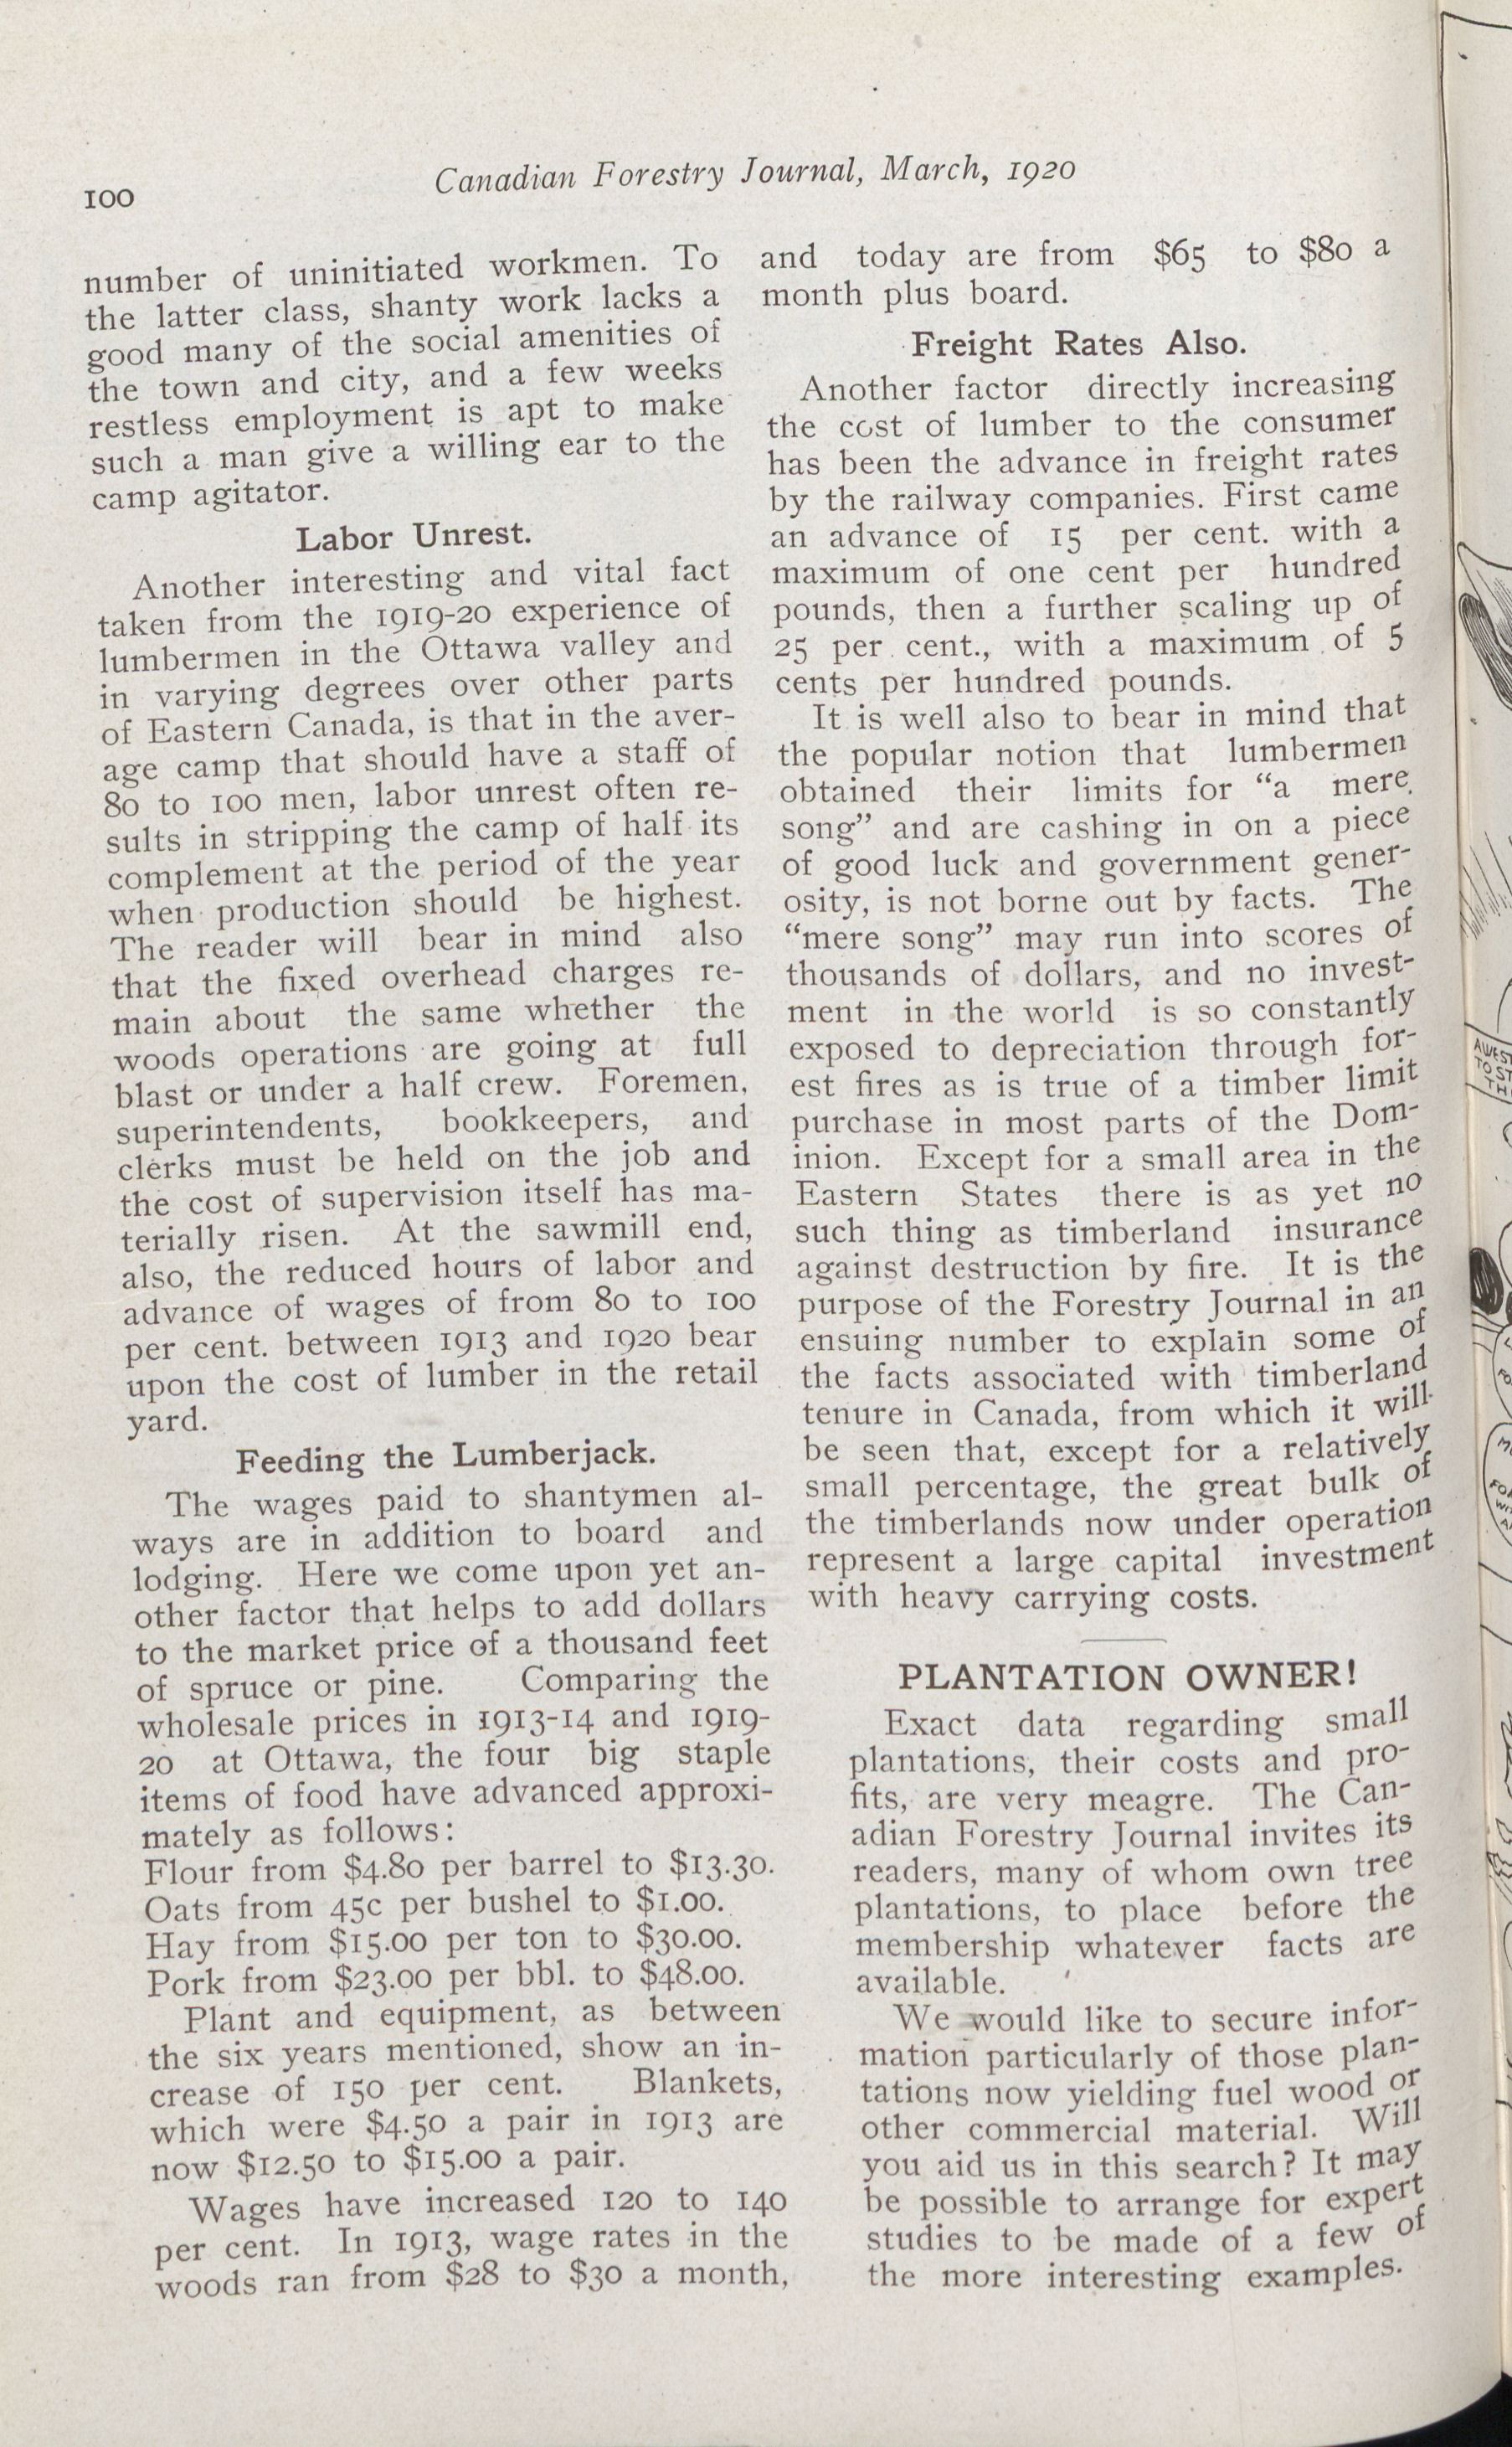 100
Canadian Forestry Journal, March, 1920
number of uninitiated workmen. To
the latter class, shanty work lacks a
good many of the social amenities of
the town and city, and a few weeks
restless employment is apt to make
such a man give a willing ear to the
camp agitator.
Labor Unrest.
Another interesting and vital fact
taken from the 1919-20 experience of
lumbermen in the Ottawa valley and
in varying degrees over other parts
of Eastern Canada, is that in the aver-
age camp that should have a staff of
80 to 100 men, labor unrest often re-
sults in stripping the camp of half its
complement at the period of the year
when production should be highest.
The reader will bear in mind also
that the fixed overhead charges re-
main about the same whether the
woods operations are going at full
blast or under a half crew. Foremen,
superintendents, bookkeepers, and
clerks must be held on the job and
the cost of supervision itself has ma-
terially risen. At the sawmill end,
also, the reduced hours of labor and
advance of wages of from 80 to 100
per cent. between 1913 and 1920 bear
upon the cost of lumber in the retail
yard.
Feeding the Lumberjack.
The wages paid to shantymen al-
ways are in addition to board and
lodging. Here we come upon yet an-
other factor that helps to add dollars
to the market price of a thousand feet
of spruce or pine. Comparing the
wholesale prices in 1913-14 and 1919-
20 at Ottawa, the four big staple
items of food have advanced approxi-
mately as follows:
Flour from $4.80 per barrel to $13.30.
Oats from 45c per bushel to $1.00.
Hay from $15.00 per ton to $30.00.
Pork from $23.00 per bbl. to $48.00.
Plant and equipment, as between
the six years mentioned, show an in-
crease of 150 per cent. Blankets,
which were $4.50 a pair in 1913 are
now $12.50 to $15.00 a pair.
Wages have increased 120 to 140
per cent. In 1913, wage rates in the
woods ran from $28 to $30 a month,
and today are from $65 to $80 a
month plus board.
Freight Rates Also.
Another factor directly increasing
the cost of lumber to the consumer
has been the advance in freight rates
by the railway companies. First came
an advance of 15 per cent. with a
maximum of one cent per hundred
pounds, then a further scaling up of
25 per cent., with a maximum of 5
cents per hundred pounds.
It is well also to bear in mind that
the popular notion that lumbermen
obtained their limits for "a mere
song" and are cashing in on a piece
of good luck and government gener-
osity, is not borne out by facts. The
"mere song" may run into scores of
thousands of dollars, and no invest-
ment in the world is so constantly
exposed to depreciation through for-
est fires as is true of a timber limit
purchase in most parts of the Dom-
inion. Except for a small area in the
Eastern States there is as yet no
such thing as timberland insurance
against destruction by fire. It is the
purpose of the Forestry Journal in an
ensuing number to explain some of
the facts associated with timberland
tenure in Canada, from which it will
be seen that, except for a relatively
small percentage, the great bulk of
the timberlands now under operation
represent a large capital investment
with heavy carrying costs.
PLANTATION OWNER!
Exact data regarding small
plantations, their costs and pro-
fits, are very meagre. The Can-
adian Forestry Journal invites its
readers, many of whom own tree
plantations, to place before the
membership whatever facts are
available.
We would like to secure infor-
mation particularly of those plan-
tations now yielding fuel wood or
other commercial material. Will
you aid us in this search? It may
be possible to arrange for expert
studies to be made of a few of
the more interesting examples.